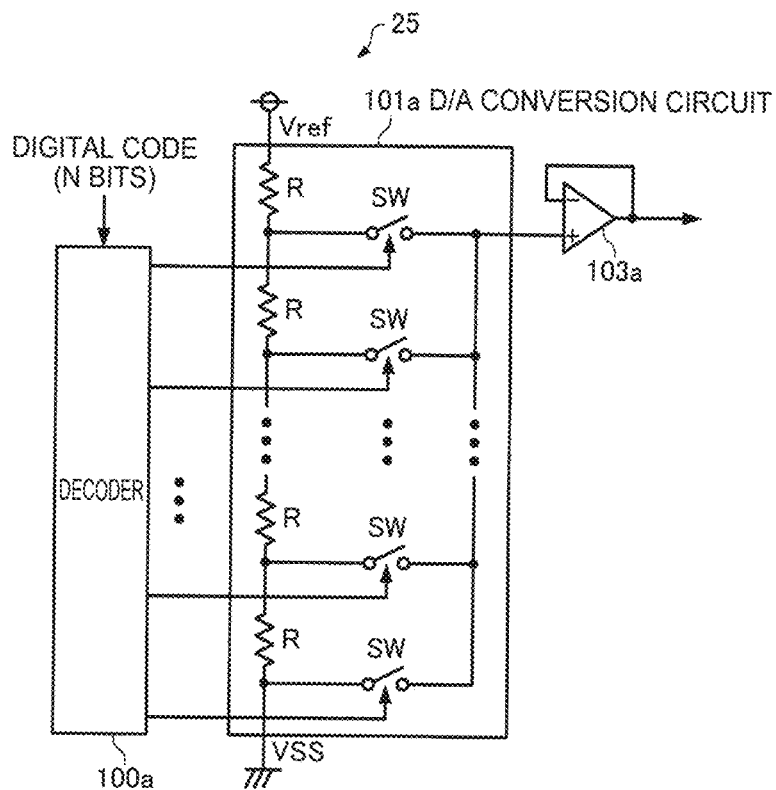 25
101a D/A CONVERSION CIRCUIT
Vref
DIGITAL CODE
(N BITS)
R
SW
103a
R
SW
DECODER
R
SW
R
SW
VSS
100a